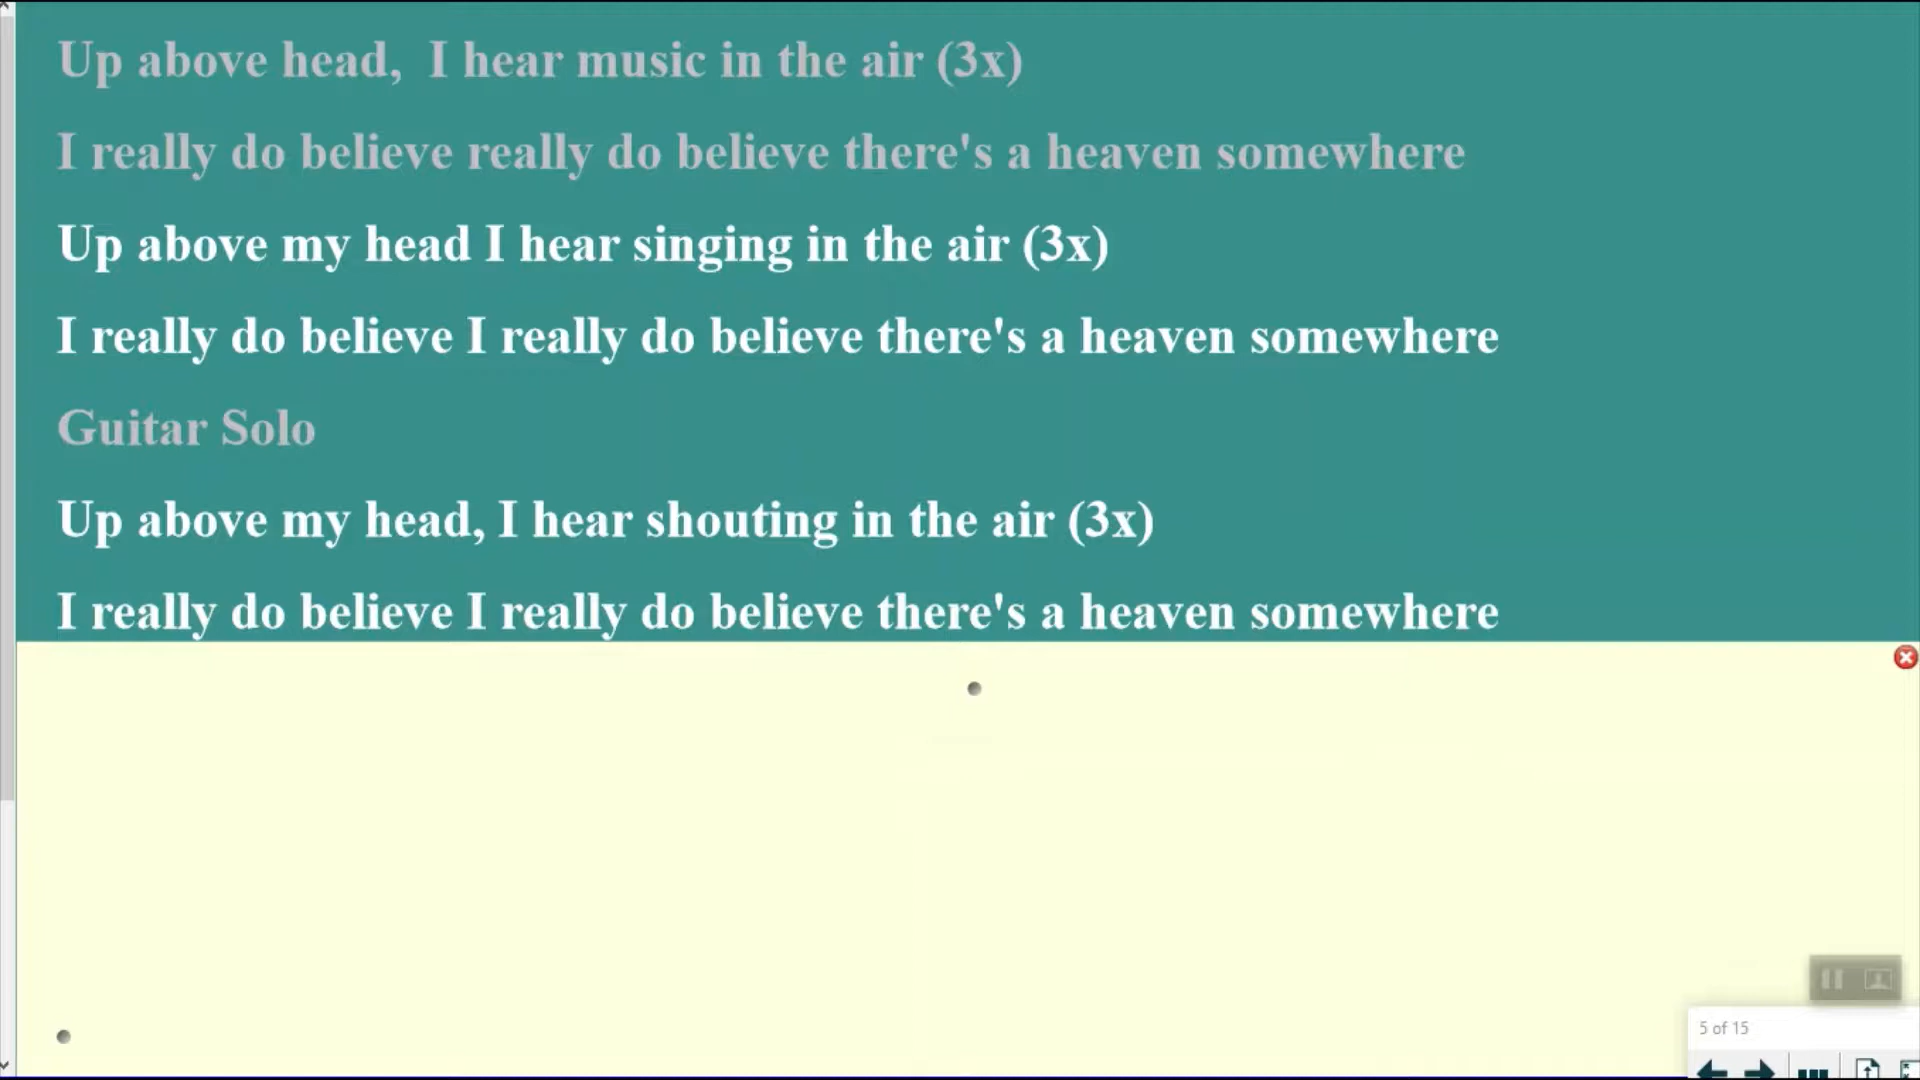 Up above head, I hear music in the air (3x)
I really do believe really do believe there's a heaven somewhere
Up above my head I hear singing in the air (3x)
I really do believe I really do believe there's a heaven somewhere
Guitar Solo
Up above my head, I hear shouting in the air (3x)
I really do believe I really do believe there's a heaven somewhere
5 of 15